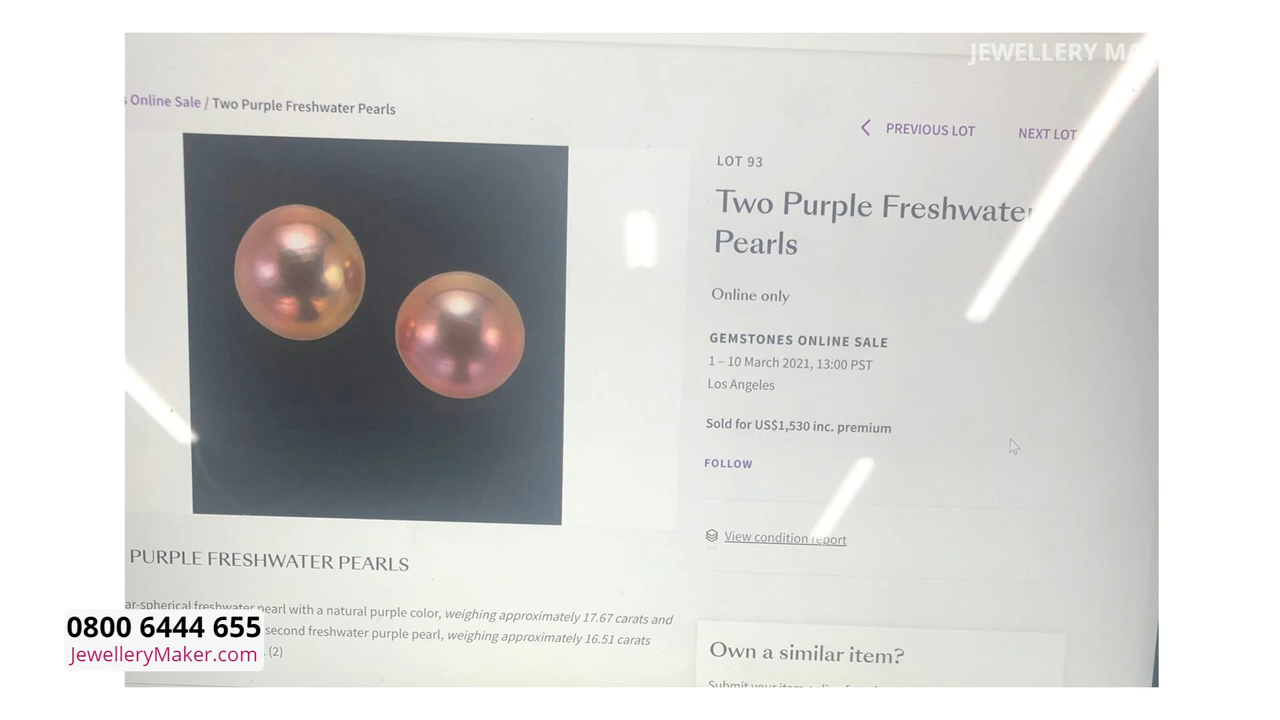 JEWELLERY MA
Online Sale / Two Purple Freshwater Pearls
PREVIOUS LOT
NEXT LOT
LOT 93
Two Purple Freshwater
Pearls
Online only
GEMSTONES ONLINE SALE
1 – 10 March 2021, 13:00 PST
Los Angeles
Sold for US$1,530 inc. premium
FOLLOW
View condition report
PURPLE FRESHWATER PEARLS
ar-spherical freshwater pearl with a natural purple color, weighing approximately 17.67 carats and
second freshwater purple pearl, weighing approximately 16.51 carats
(2)
Own a similar item?
0800 6444 655
JewelleryMaker.com